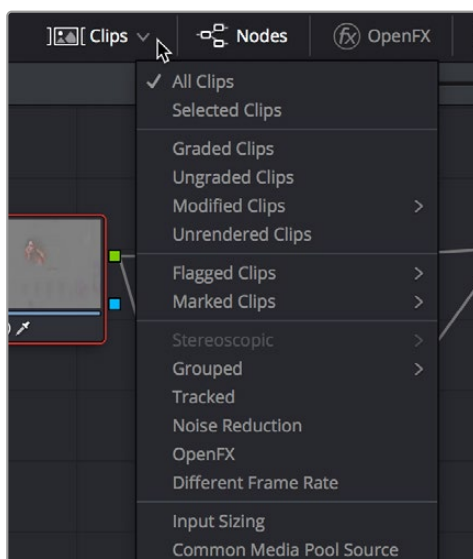 Clips
Nodes
fx OpenFX
All Clips
Selected Clips
Graded Clips
Ungraded Clips
Modified Clips
Unrendered Clips
Flagged Clips
Marked Clips
Stereoscopic
Grouped
Tracked
Noise Reduction
OpenFX
Different Frame Rate
Input Sizing
Common Media Pool Source